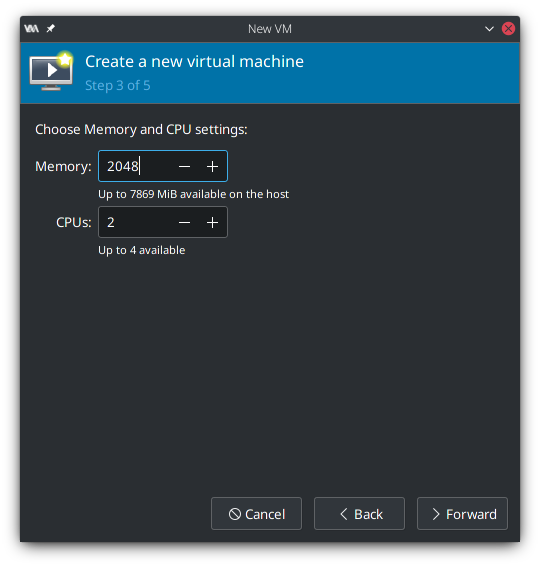 New VM
Create a new virtual machine
Step 3 of 5
Choose Memory and CPU settings:
Memory: 2048
Up to 7869 MiB available on the host
CPUs: 2
Up to 4 available
Cancel Back Forward